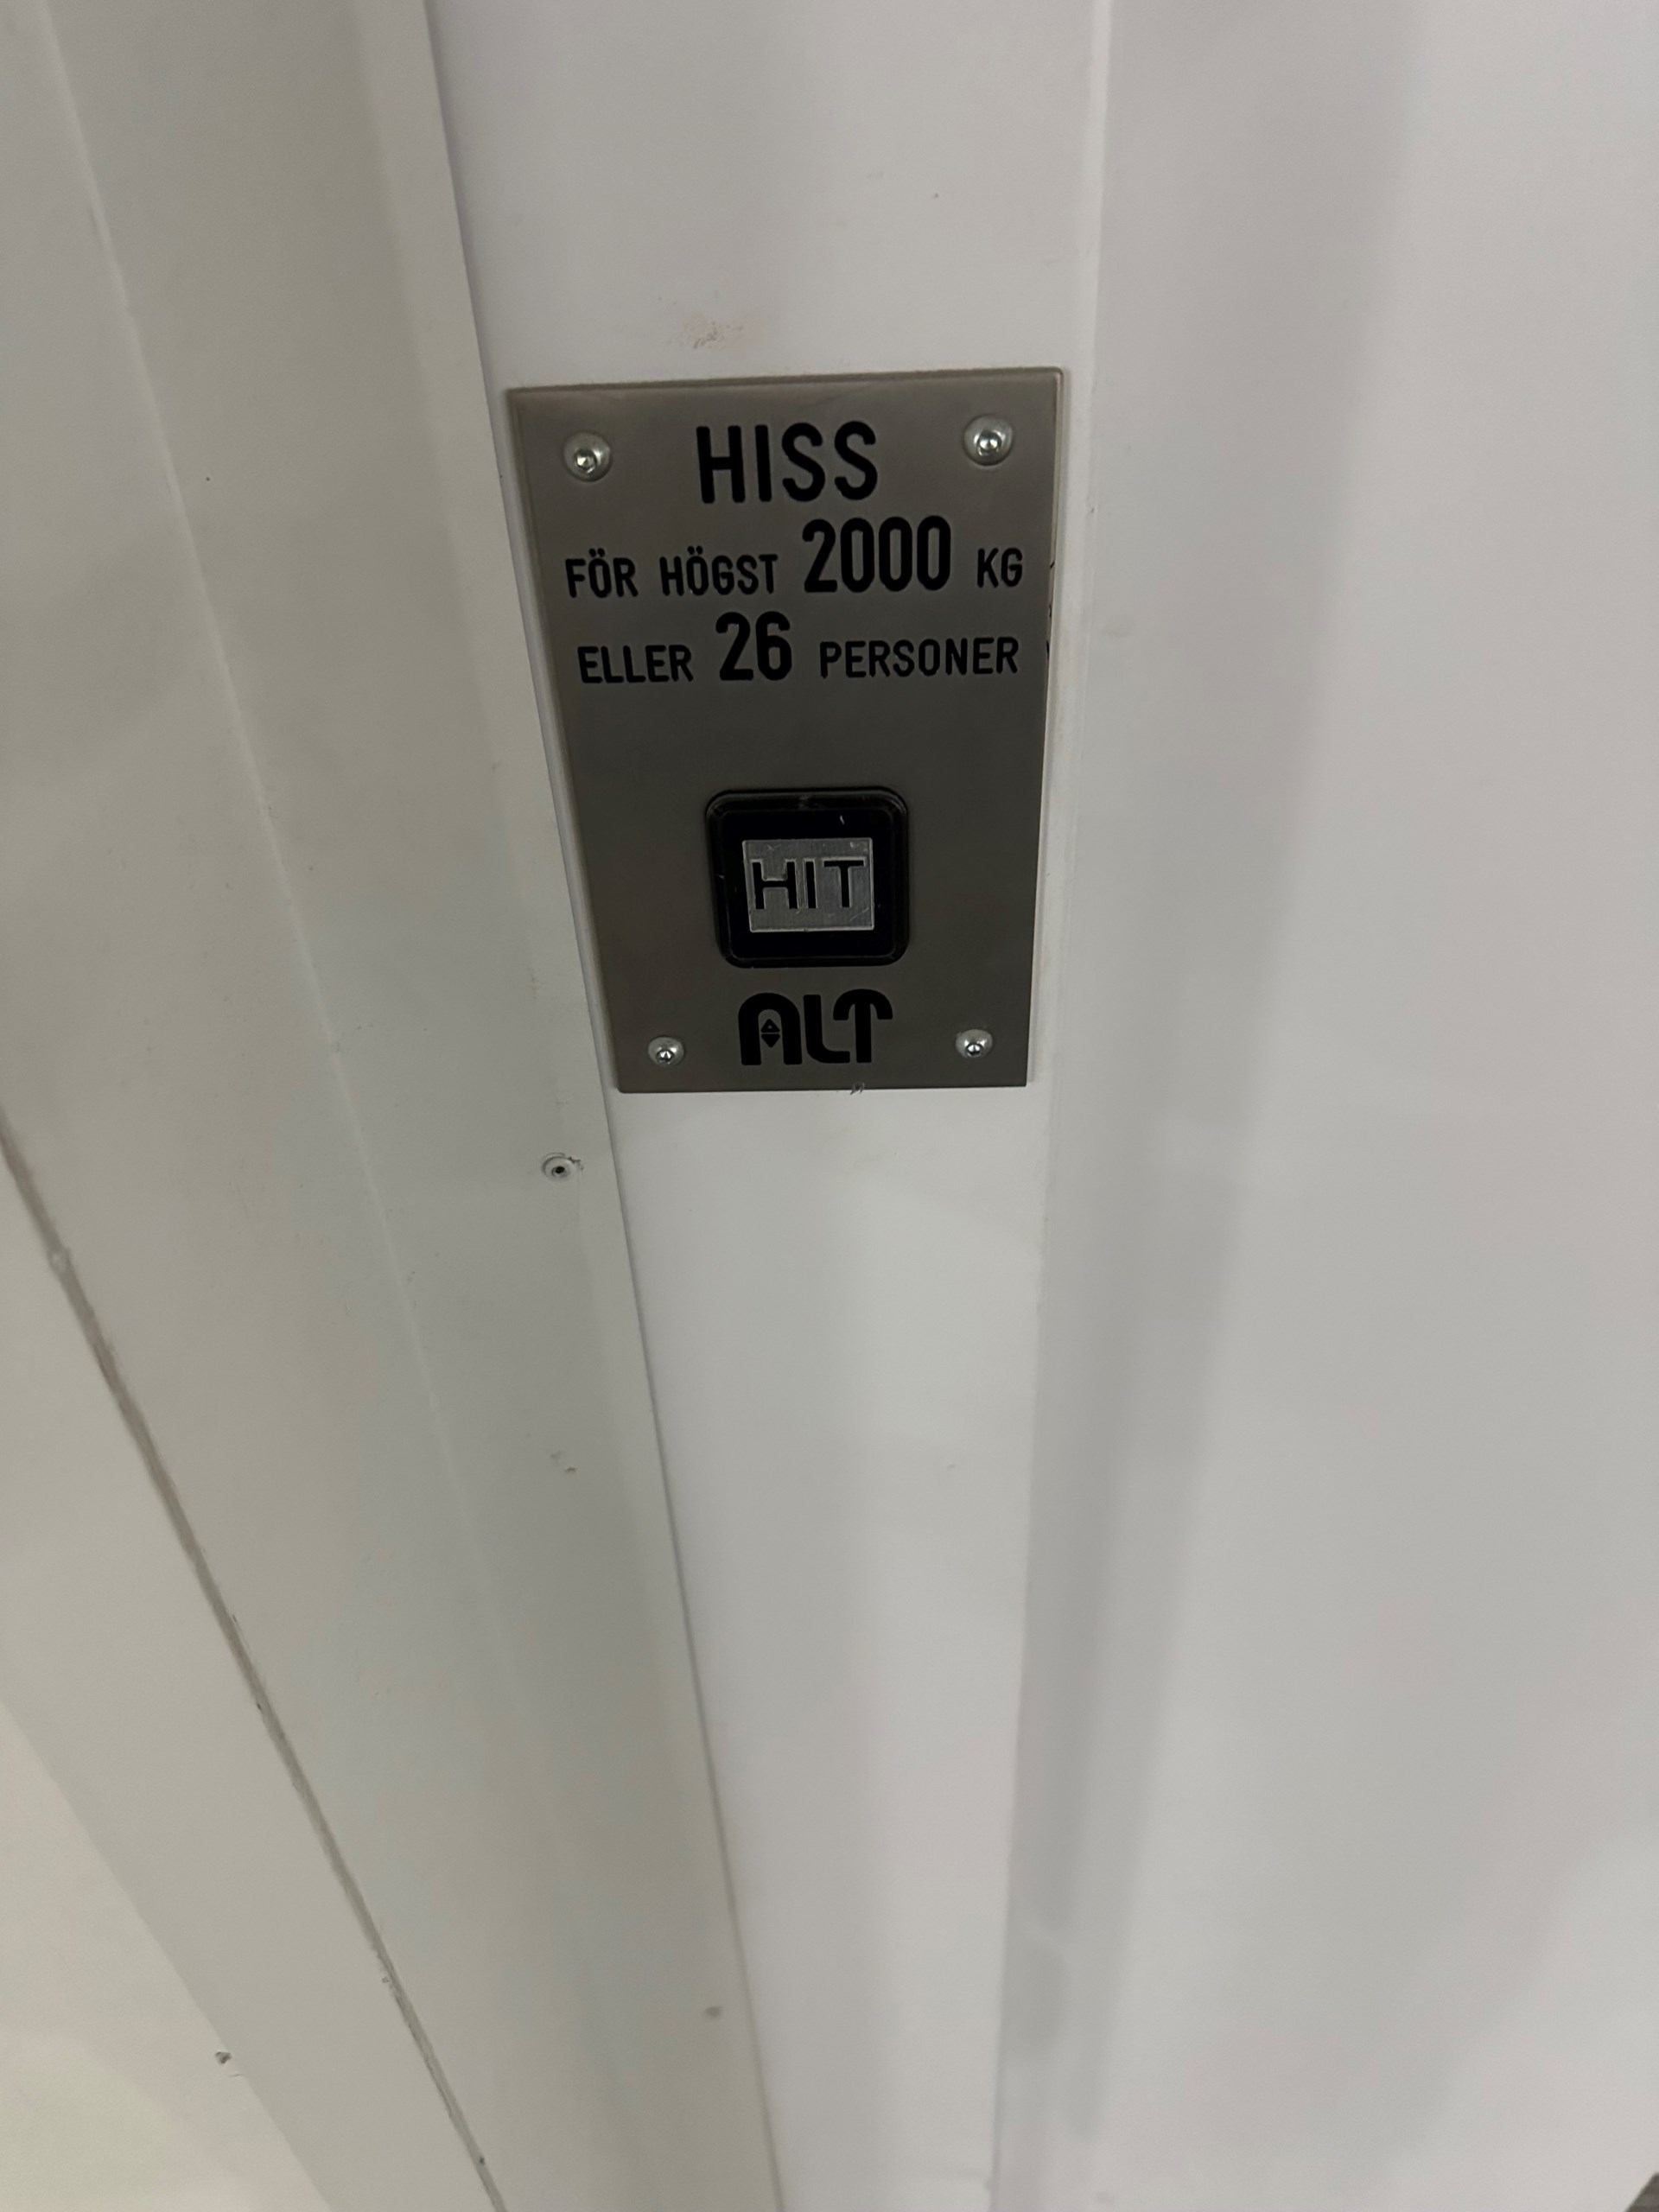 HISS
FÖR HÖGST 2000 KG
ELLER 26 PERSONER
HIT
ALT